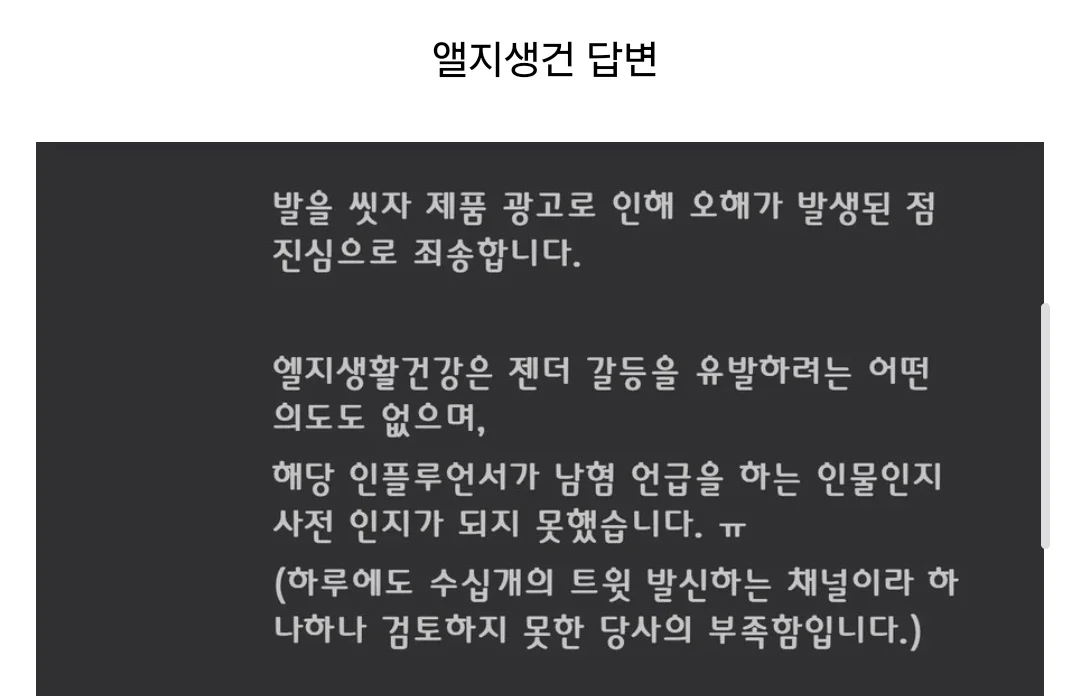 앨지생건 답변
발을 씻자 제품 광고로 인해 오해가 발생된 점
진심으로 죄송합니다.
엘지생활건강은 젠더 갈등을 유발하려는 어떤
의도도 없으며,
해당 인플루언서가 남혐 언급을 하는 인물인지
사전 인지가 되지 못했습니다. ㅠ
(하루에도 수십개의 트윗 발신하는 채널이라 하
나하나 검토하지 못한 당사의 부족함입니다.)